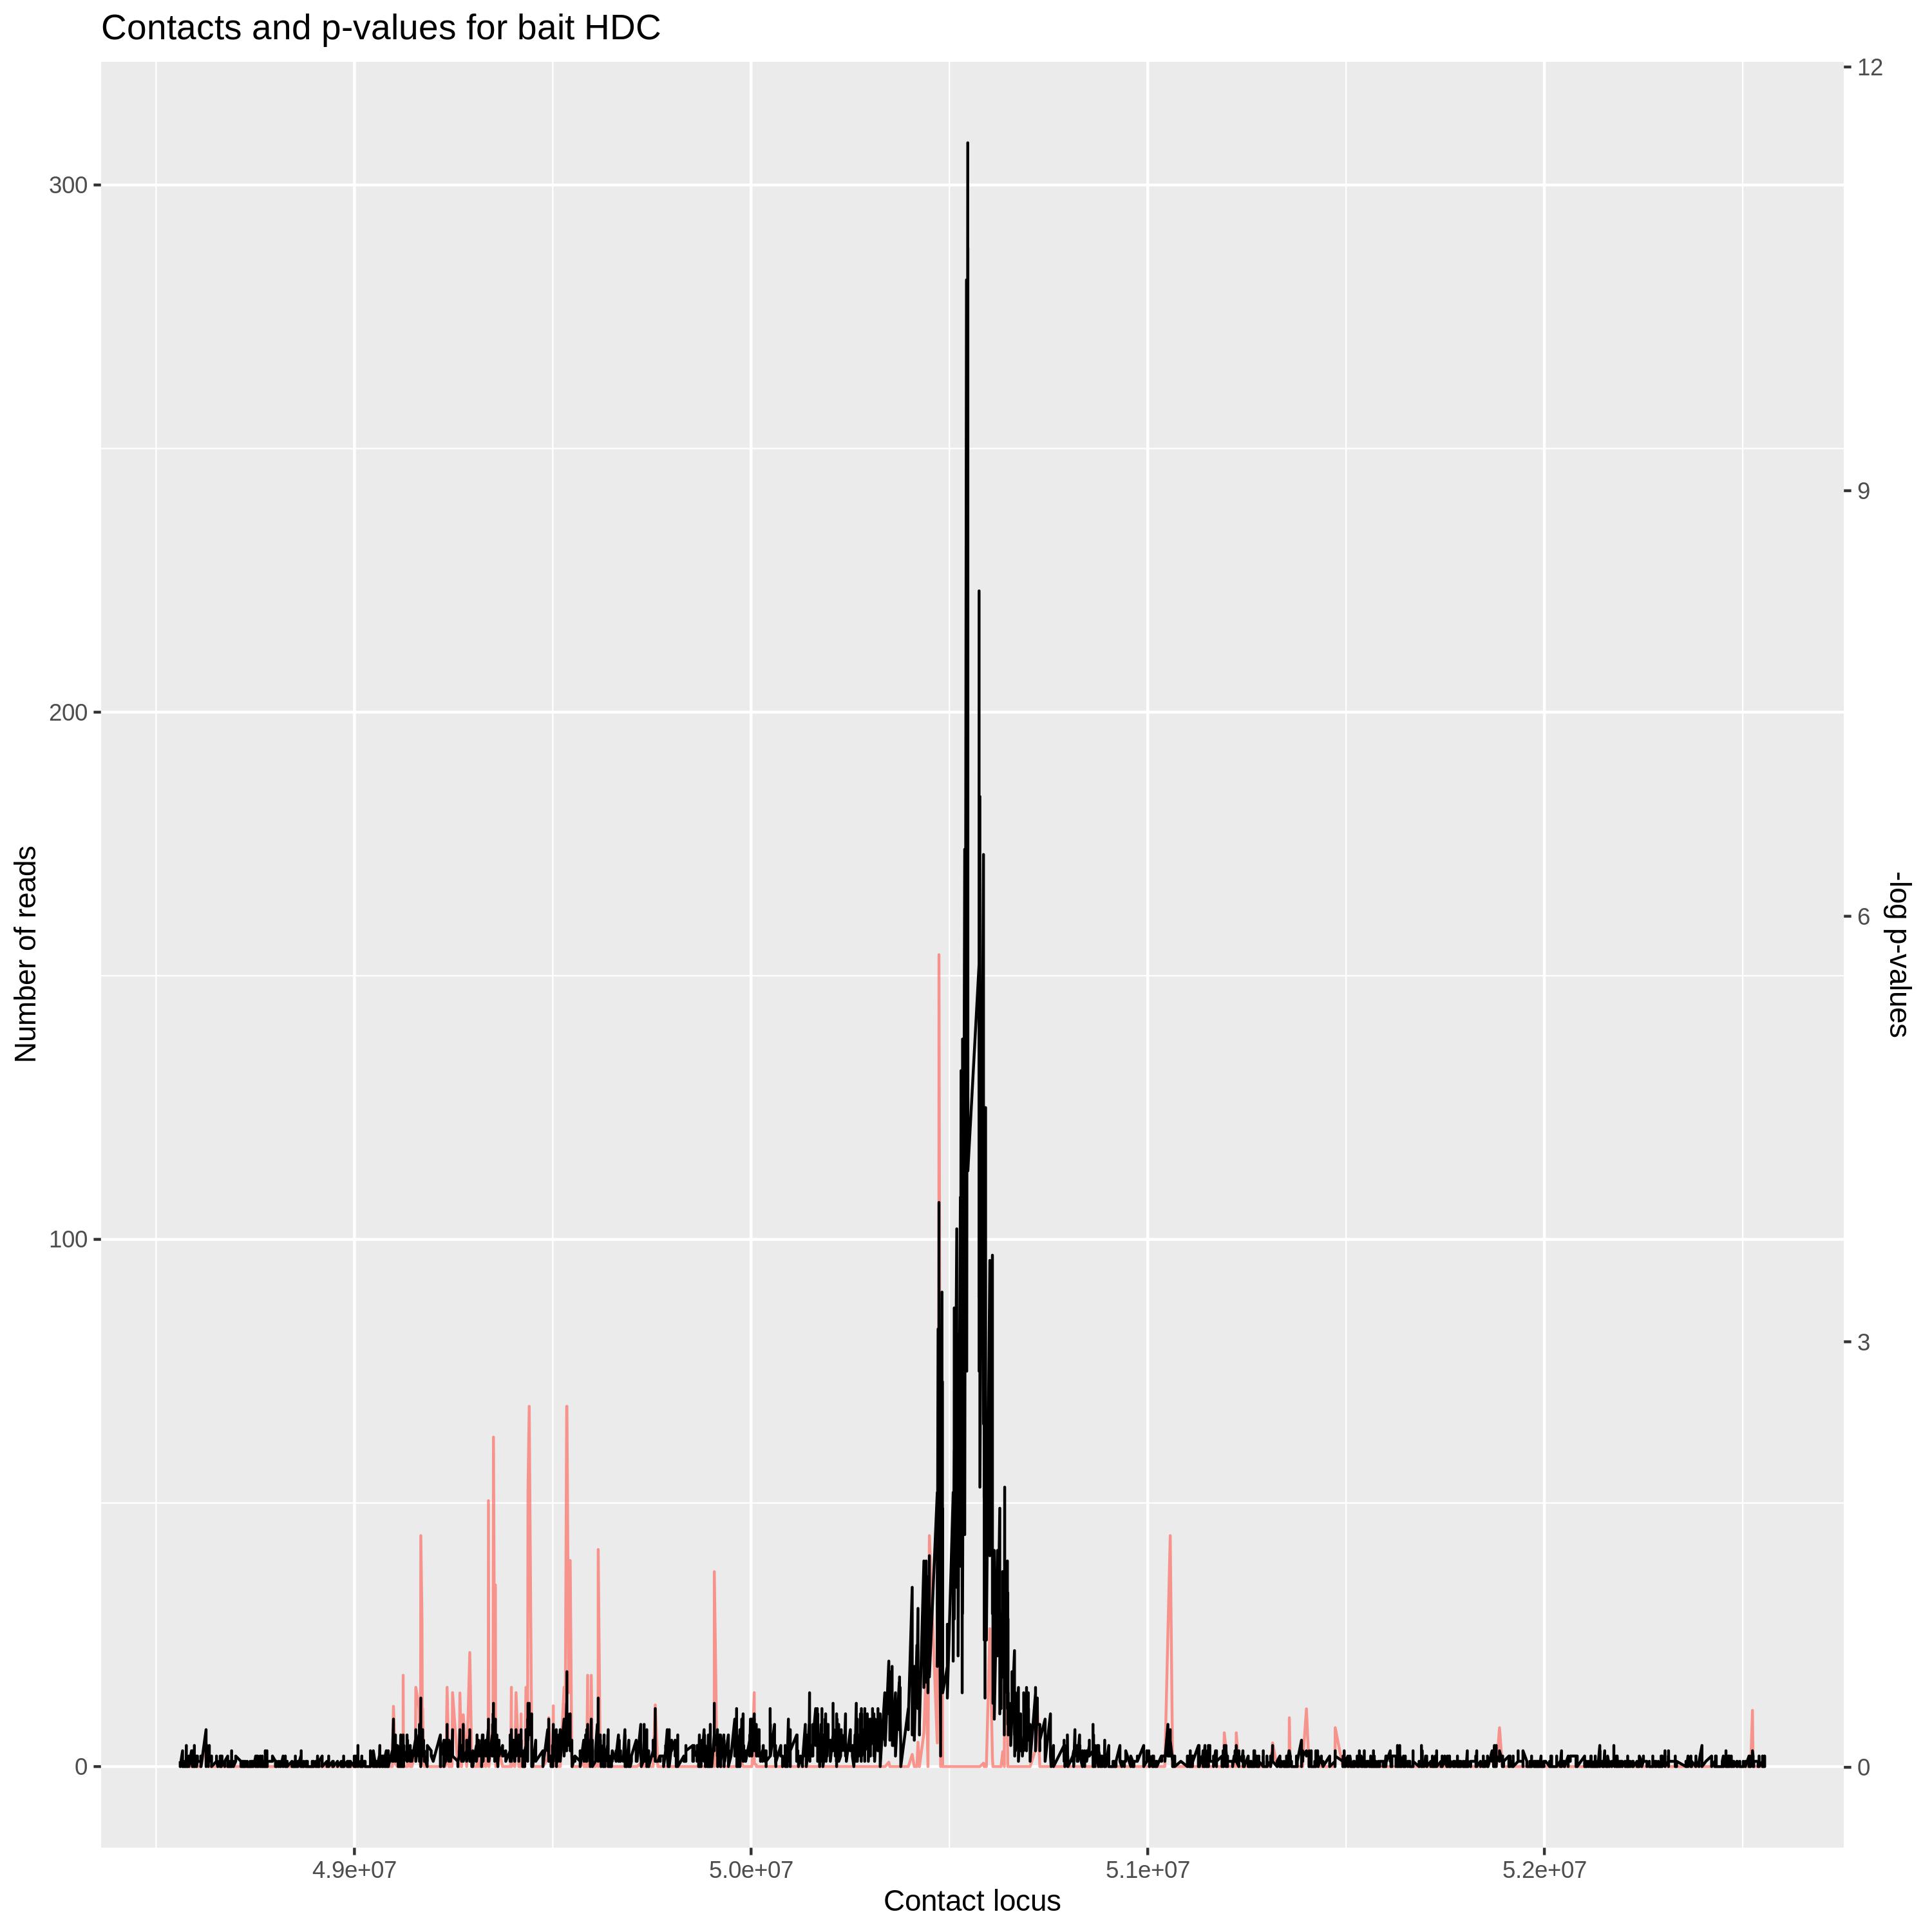 Contacts and p-values for bait HDC
Number of reads
300
200
100
0
12
9
6
3
0
-log p-values
4.9e+07
5.0e+07
5.1e+07
5.2e+07
Contact locus